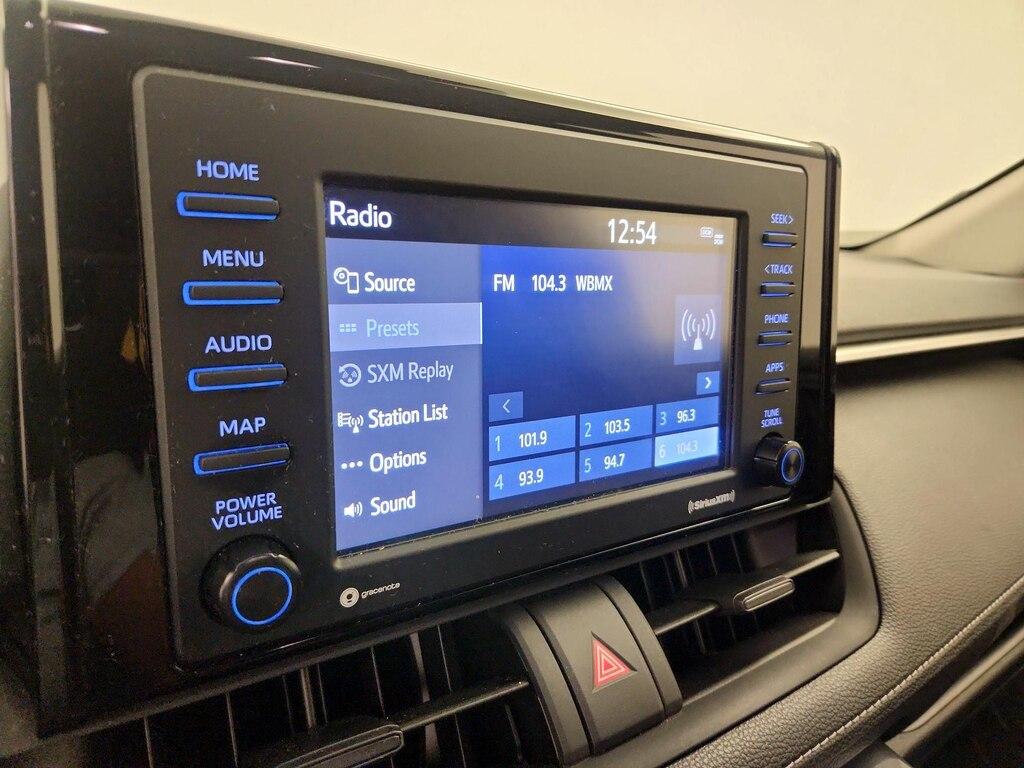 HOME
MENU
AUDIO
MAP
POWER
VOLUME
Radio
12:54
Source
Presets
SXM Replay
Station List
Options
Sound
FM 104.3 WBMX
<
>
1 101.9
2 103.5
3 96.3
4 93.9
5 94.7
6 104.3
SEEK >
< TRACK
PHONE
APPS
TUNE
SCROLL
SiriusXM
gracenote